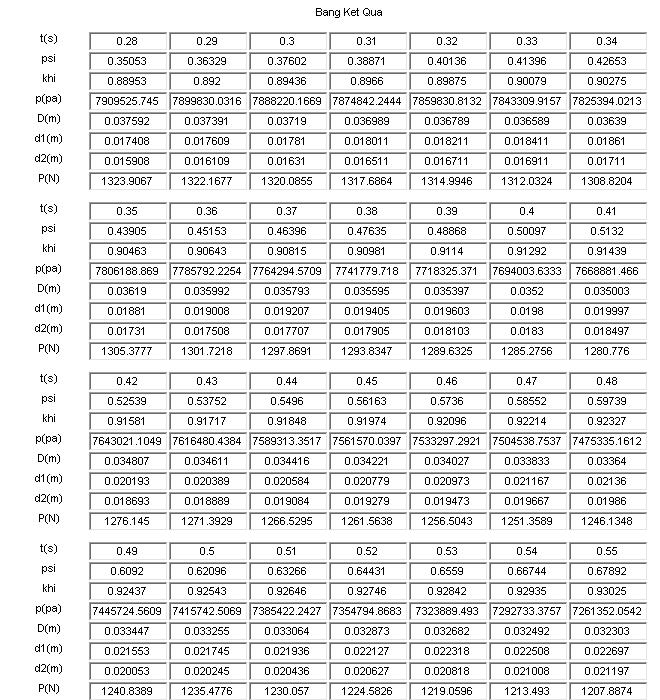 Bang Ket Qua
t(s) 0.28 0.29 0.3 0.31 0.32 0.33 0.34
psi 0.35053 0.36329 0.37602 0.38871 0.40136 0.41396 0.42653
khi 0.88953 0.892 0.89436 0.8966 0.89875 0.90079 0.90275
p(pa) 7909525.745 7899830.0316 7888220.1669 7874842.2444 7859830.8132 7843309.9157 7825394.0213
D(m) 0.037592 0.037391 0.03719 0.036989 0.036789 0.036589 0.03639
d1(m) 0.017408 0.017609 0.01781 0.018011 0.018211 0.018411 0.01861
d2(m) 0.015908 0.016109 0.01631 0.016511 0.016711 0.016911 0.01711
P(N) 1323.9067 1322.1677 1320.0855 1317.6864 1314.9946 1312.0324 1308.8204
t(s) 0.35 0.36 0.37 0.38 0.39 0.4 0.41
psi 0.43905 0.45153 0.46396 0.47635 0.48868 0.50097 0.5132
khi 0.90463 0.90643 0.90815 0.90981 0.9114 0.91292 0.91439
p(pa) 7806188.869 7785792.2254 7764294.5709 7741779.718 7718325.371 7694003.6333 7668881.466
D(m) 0.03619 0.035992 0.035793 0.035595 0.035397 0.0352 0.035003
d1(m) 0.01881 0.019008 0.019207 0.019405 0.019603 0.0198 0.019997
d2(m) 0.01731 0.017508 0.017707 0.017905 0.018103 0.0183 0.018497
P(N) 1305.3777 1301.7218 1297.8691 1293.8347 1289.6325 1285.2756 1280.776
t(s) 0.42 0.43 0.44 0.45 0.46 0.47 0.48
psi 0.52539 0.53752 0.5496 0.56163 0.5736 0.58552 0.59739
khi 0.91581 0.91717 0.91848 0.91974 0.92096 0.92214 0.92327
p(pa) 7643021.1049 7616480.4384 7589313.3517 7561570.0397 7533297.2921 7504538.7537 7475335.1612
D(m) 0.034807 0.034611 0.034416 0.034221 0.034027 0.033833 0.03364
d1(m) 0.020193 0.020389 0.020584 0.020779 0.020973 0.021167 0.02136
d2(m) 0.018693 0.018889 0.019084 0.019279 0.019473 0.019667 0.01986
P(N) 1276.145 1271.3929 1266.5295 1261.5638 1256.5043 1251.3589 1246.1348
t(s) 0.49 0.5 0.51 0.52 0.53 0.54 0.55
psi 0.6092 0.62096 0.63266 0.64431 0.6559 0.66744 0.67892
khi 0.92437 0.92543 0.92646 0.92746 0.92842 0.92935 0.93025
p(pa) 7445724.5609 7415742.5069 7385422.2427 7354794.8683 7323889.493 7292733.3757 7261352.0542
D(m) 0.033447 0.033255 0.033064 0.032873 0.032682 0.032492 0.032303
d1(m) 0.021553 0.021745 0.021936 0.022127 0.022318 0.022508 0.022697
d2(m) 0.020053 0.020245 0.020436 0.020627 0.020818 0.021008 0.021197
P(N) 1240.8389 1235.4776 1230.057 1224.5826 1219.0596 1213.493 1207.8874